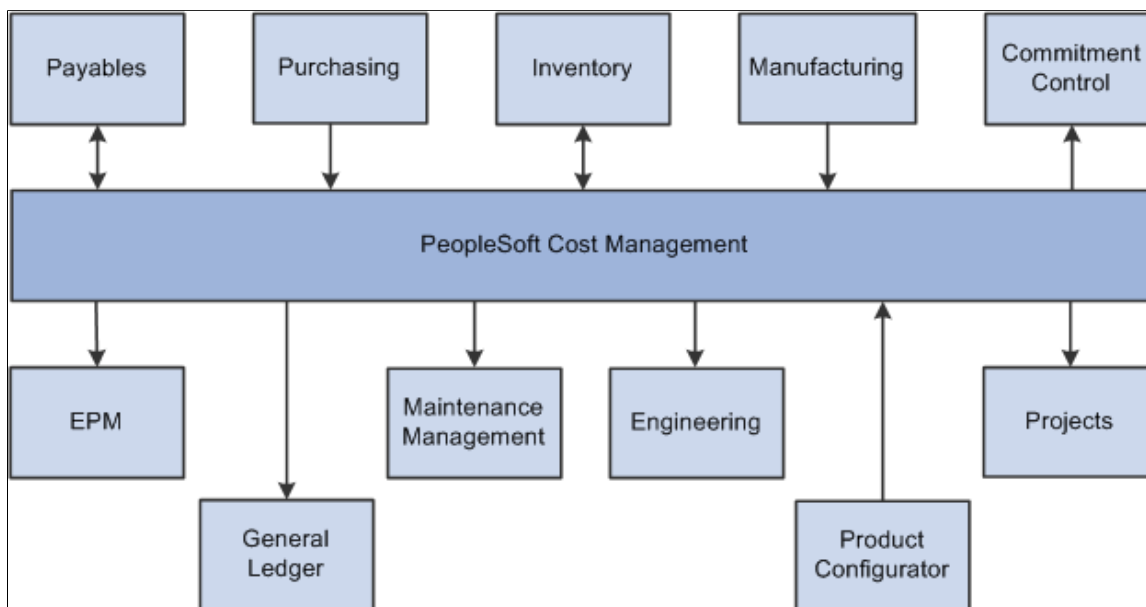 Payables
Purchasing
Inventory
Manufacturing
Commitment
Control
PeopleSoft Cost Management
EPM
Maintenance
Management
Engineering
Projects
General
Ledger
Product
Configurator